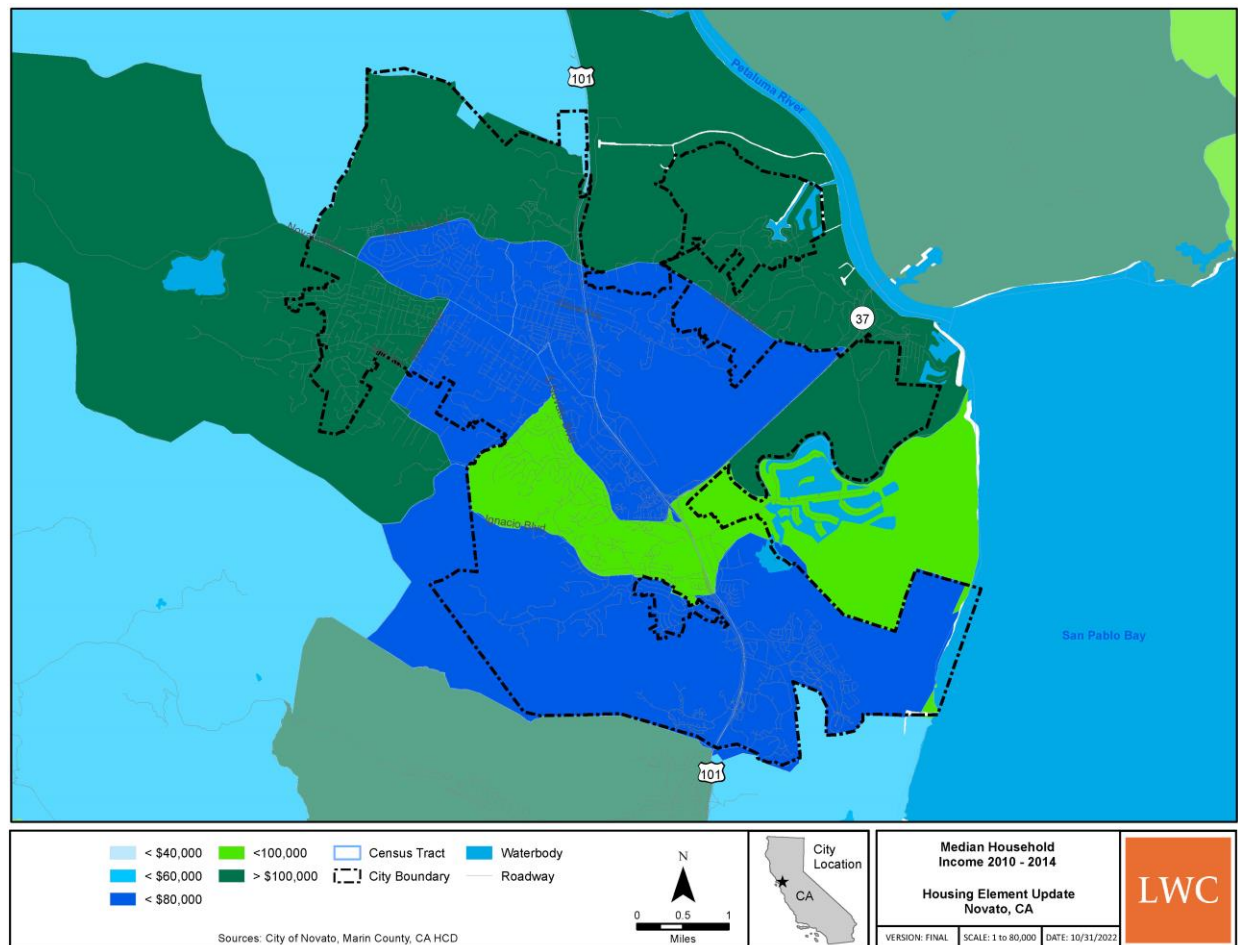 101
Petaluma River
37
Ignacio Blvd
San Pablo Bay
101
< $40,000
<100,000
Census Tract
Waterbody
< $60,000
> $100,000
City Boundary
Roadway
< $80,000
Sources: City of Novato, Marin County, CA HCD
N
0 0.5 1
Miles
City
Location
CA
Median Household
Income 2010 - 2014
Housing Element Update
Novato, CA
VERSION: FINAL
SCALE: 1 to 80,000
DATE: 10/31/2022
LWC